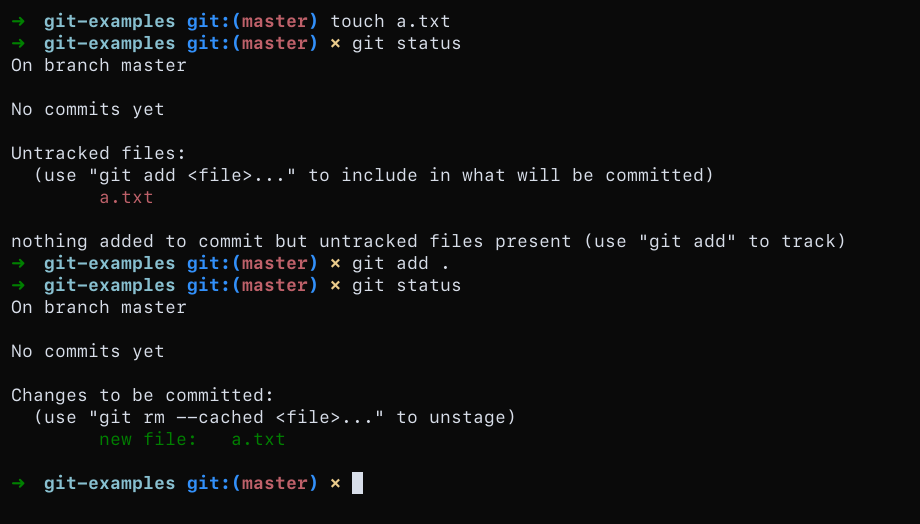 ➜  git-examples git:(master) touch a.txt
➜  git-examples git:(master) × git status
On branch master

No commits yet

Untracked files:
  (use "git add <file>..." to include in what will be committed)
        a.txt

nothing added to commit but untracked files present (use "git add" to track)
➜  git-examples git:(master) × git add .
➜  git-examples git:(master) × git status
On branch master

No commits yet

Changes to be committed:
  (use "git rm --cached <file>..." to unstage)
        new file:   a.txt

➜  git-examples git:(master) ×